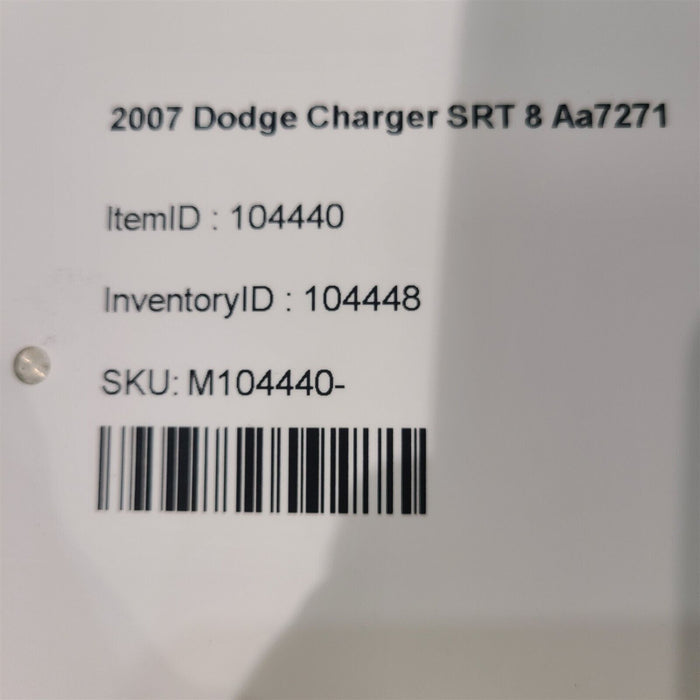 2007 Dodge Charger SRT 8 Aa7271
ItemID : 104440
InventoryID : 104448
SKU: M104440-